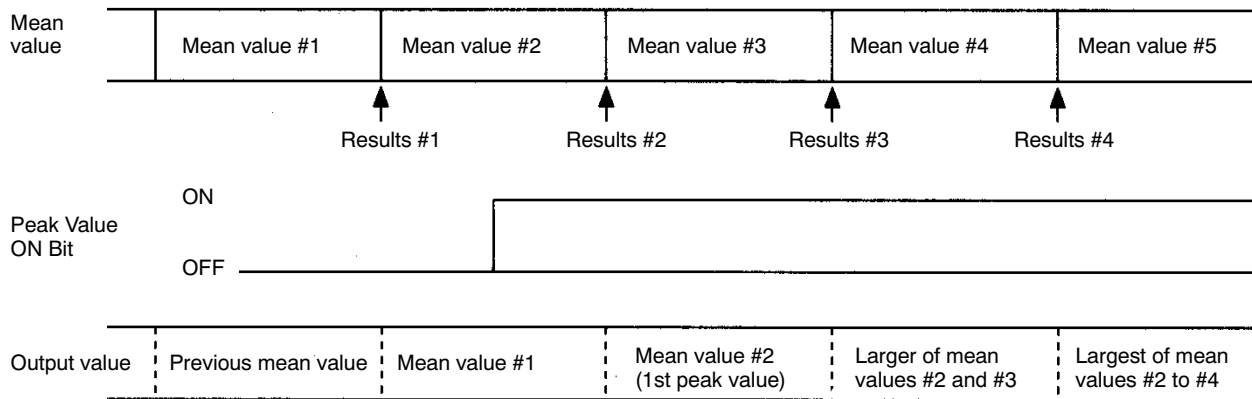 Mean
value
Mean value #1
Mean value #2
Mean value #3
Mean value #4
Mean value #5
Results #1
Results #2
Results #3
Results #4
Peak Value
ON Bit
ON
OFF
Output value
Previous mean value
Mean value #1
Mean value #2
(1st peak value)
Larger of mean
values #2 and #3
Largest of mean
values #2 to #4